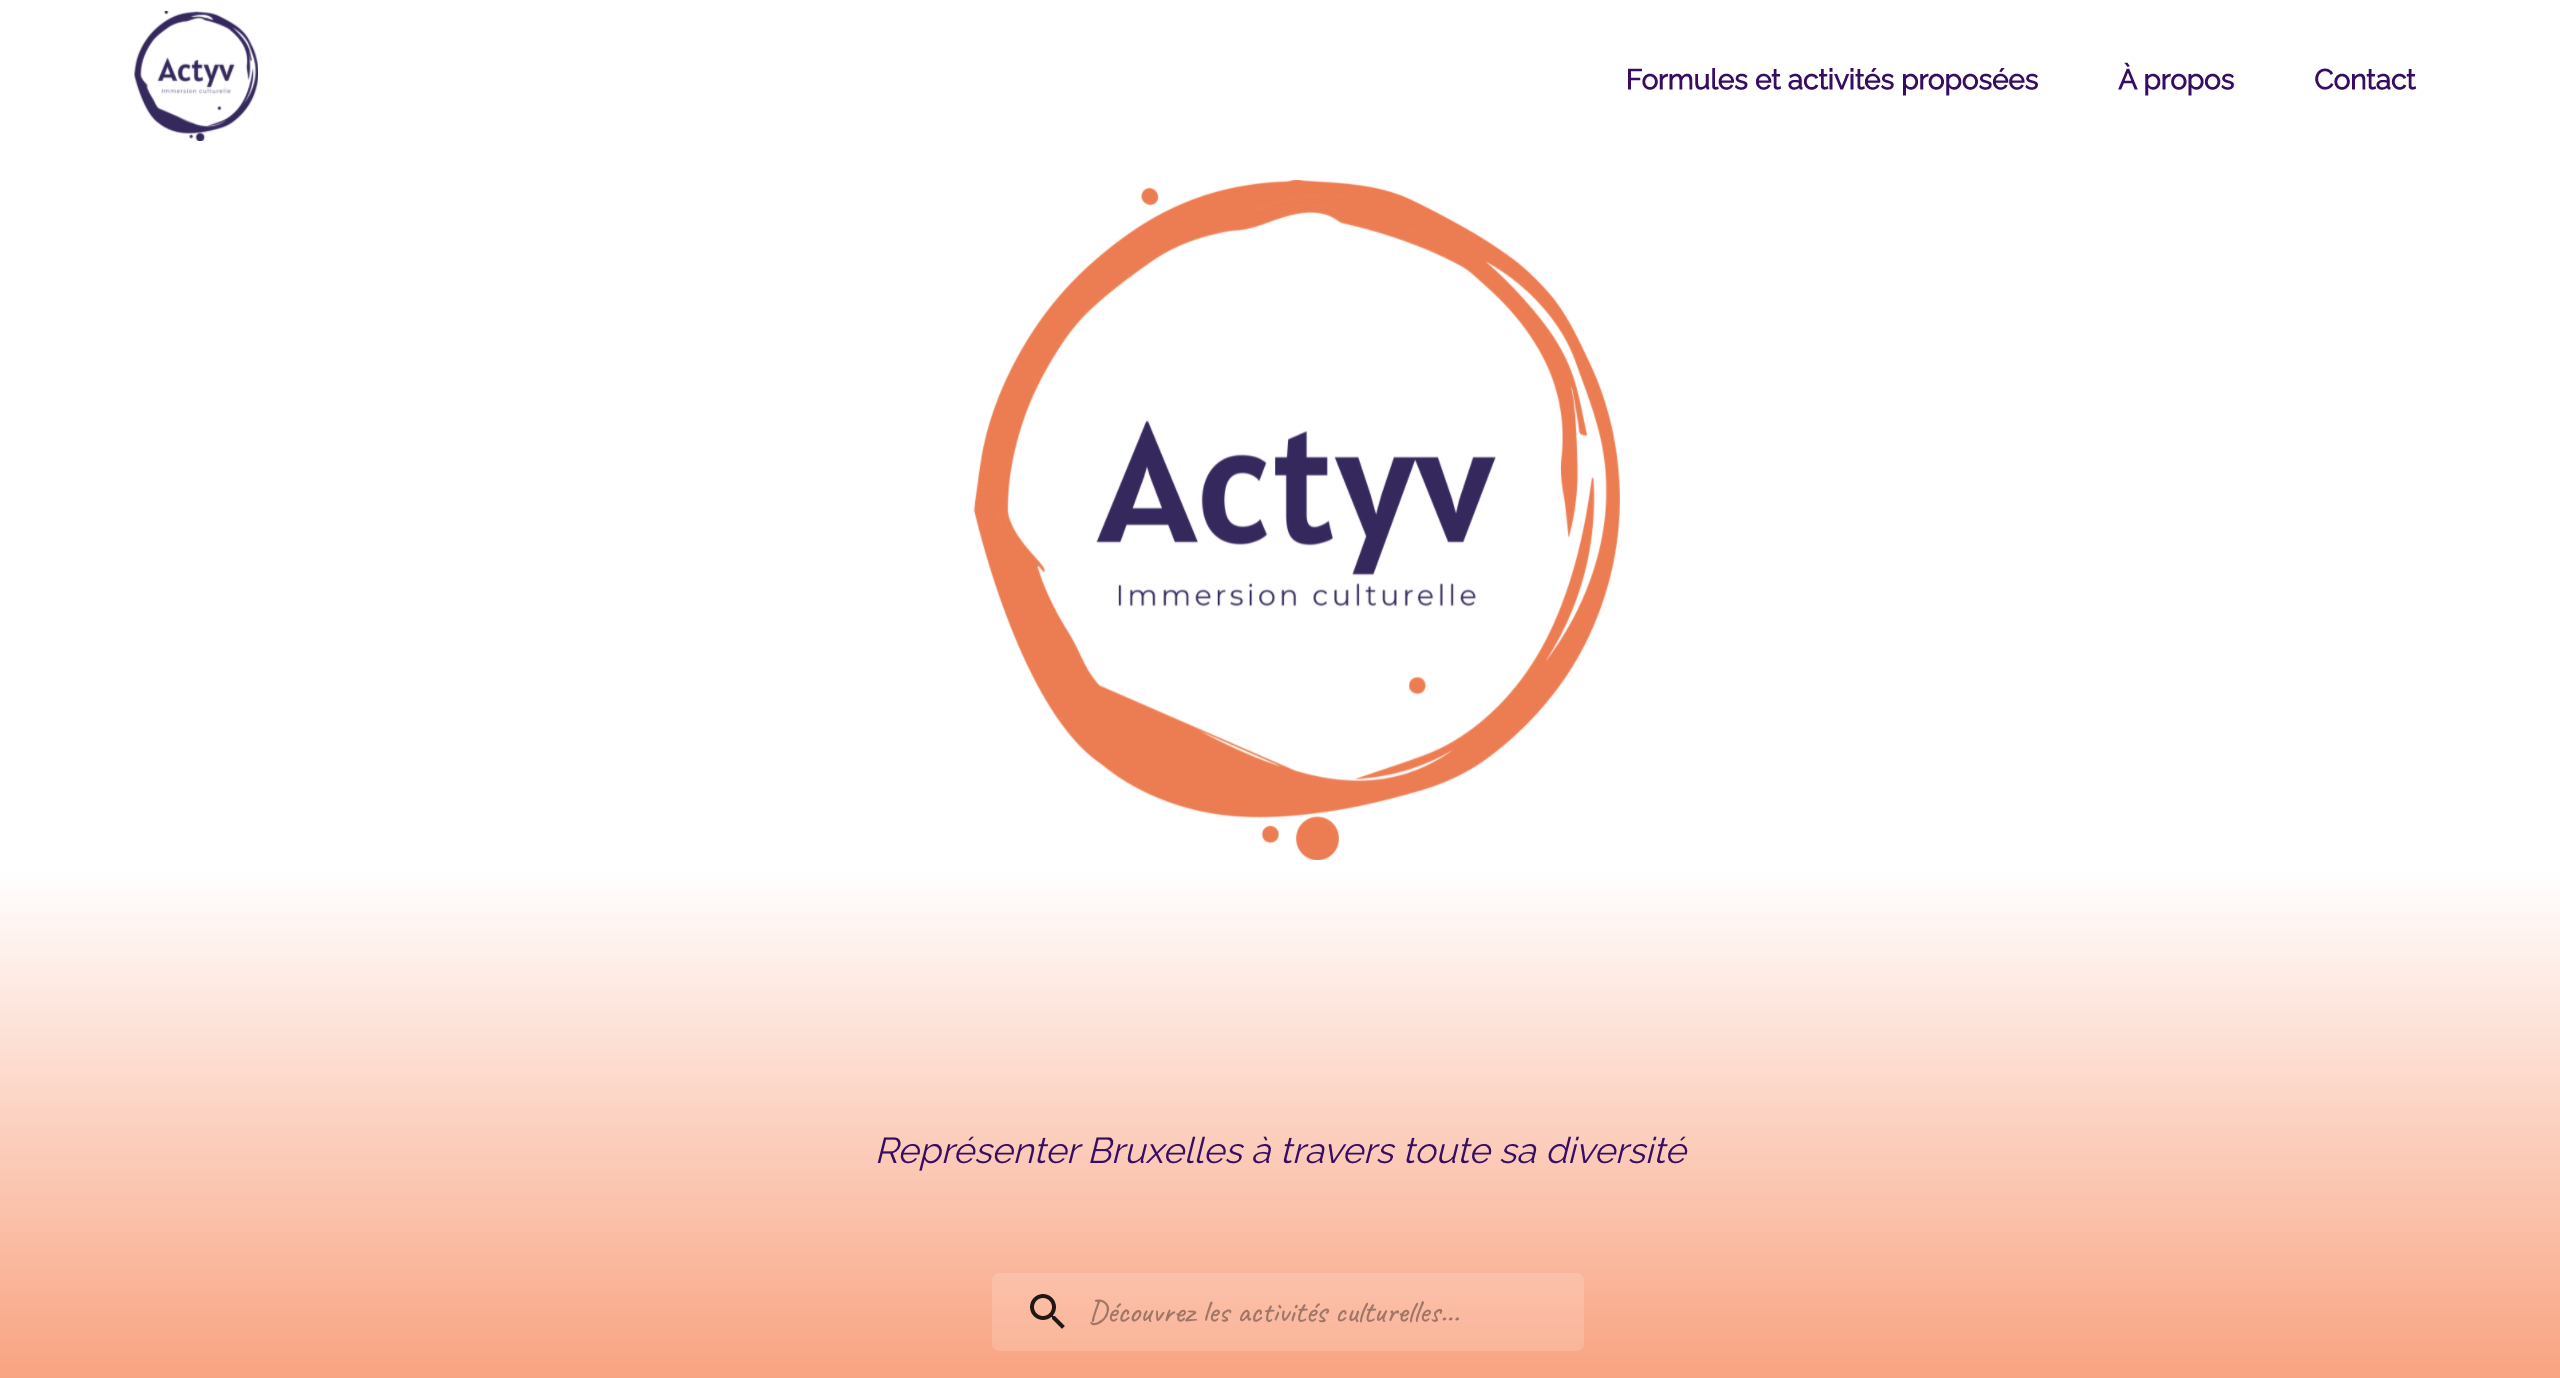 Actyv
Immersion culturelle
Formules et activités proposées À propos Contact
Actyv
Immersion culturelle
Représenter Bruxelles à travers toute sa diversité
Découvrez les activités culturelles...